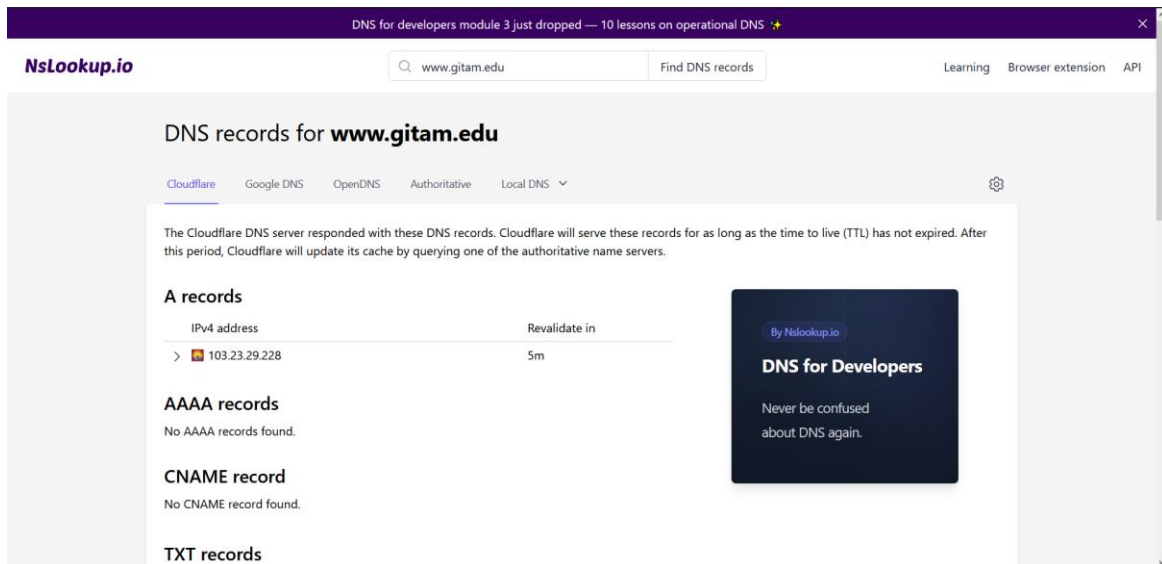 DNS for developers module 3 just dropped — 10 lessons on operational DNS ✨
NsLookup.io
www.gitam.edu
Find DNS records
Learning
Browser extension
API
DNS records for www.gitam.edu
Cloudflare
Google DNS
OpenDNS
Authoritative
Local DNS
The Cloudflare DNS server responded with these DNS records. Cloudflare will serve these records for as long as the time to live (TTL) has not expired. After
this period, Cloudflare will update its cache by querying one of the authoritative name servers.
A records
IPv4 address
Revalidate in
103.23.29.228
5m
AAAA records
No AAAA records found.
CNAME record
No CNAME record found.
TXT records
By Nslookup.io
DNS for Developers
Never be confused
about DNS again.